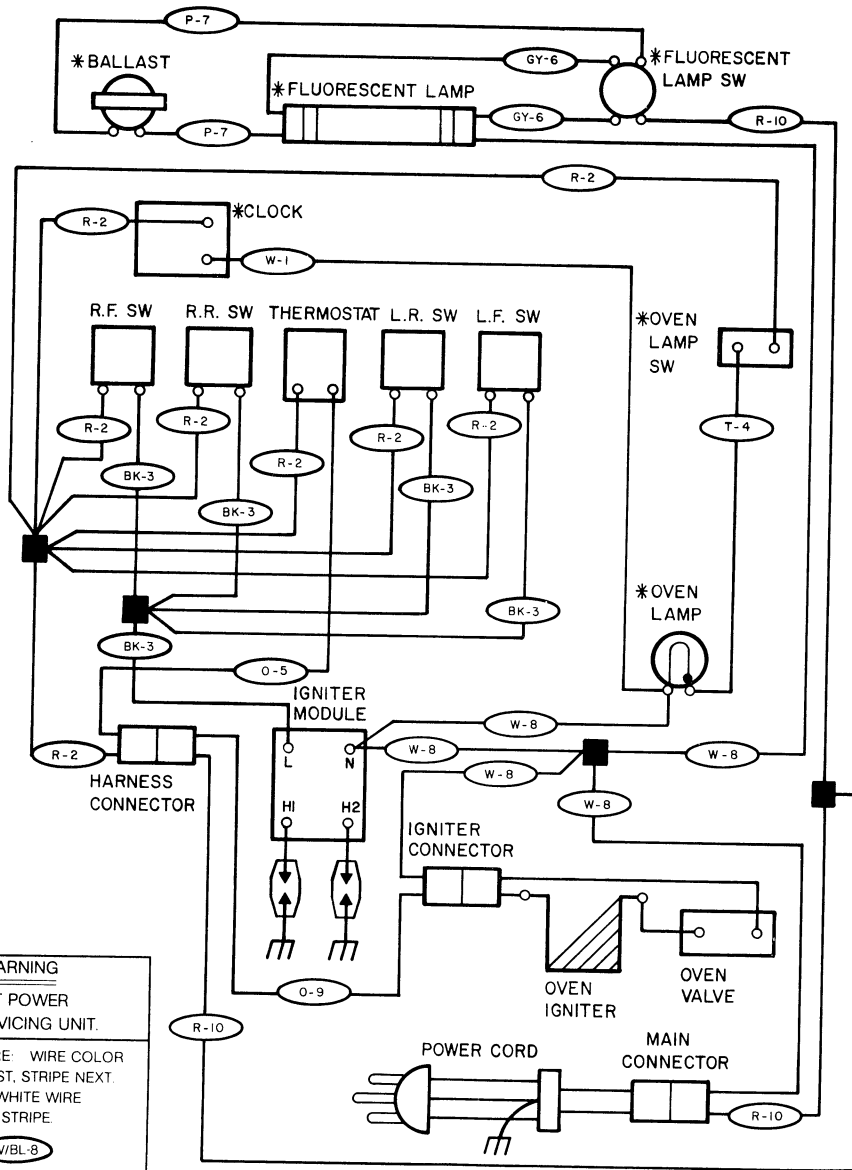 P-7
*BALLAST
GY-6
*FLUORESCENT
LAMP SW
*FLUORESCENT LAMP
P-7
GY-6
R-10
R-2
R-2
*CLOCK
W-1
R.F. SW
R.R. SW
THERMOSTAT
L.R. SW
L.F. SW
*OVEN
LAMP
SW
R-2
R-2
R-2
R-2
R-2
T-4
BK-3
BK-3
BK-3
BK-3
*OVEN
LAMP
BK-3
O-5
IGNITER
MODULE
W-8
R-2
L
N
W-8
W-8
W-8
HARNESS
CONNECTOR
W-8
H1
H2
IGNITER
CONNECTOR
OVEN
IGNITER
OVEN
VALVE
O-9
R-10
POWER CORD
MAIN
CONNECTOR
R-10
ARNING
T POWER
VICING UNIT.
RE: WIRE COLOR
ST, STRIPE NEXT.
WHITE WIRE
STRIPE.
W/BL-8